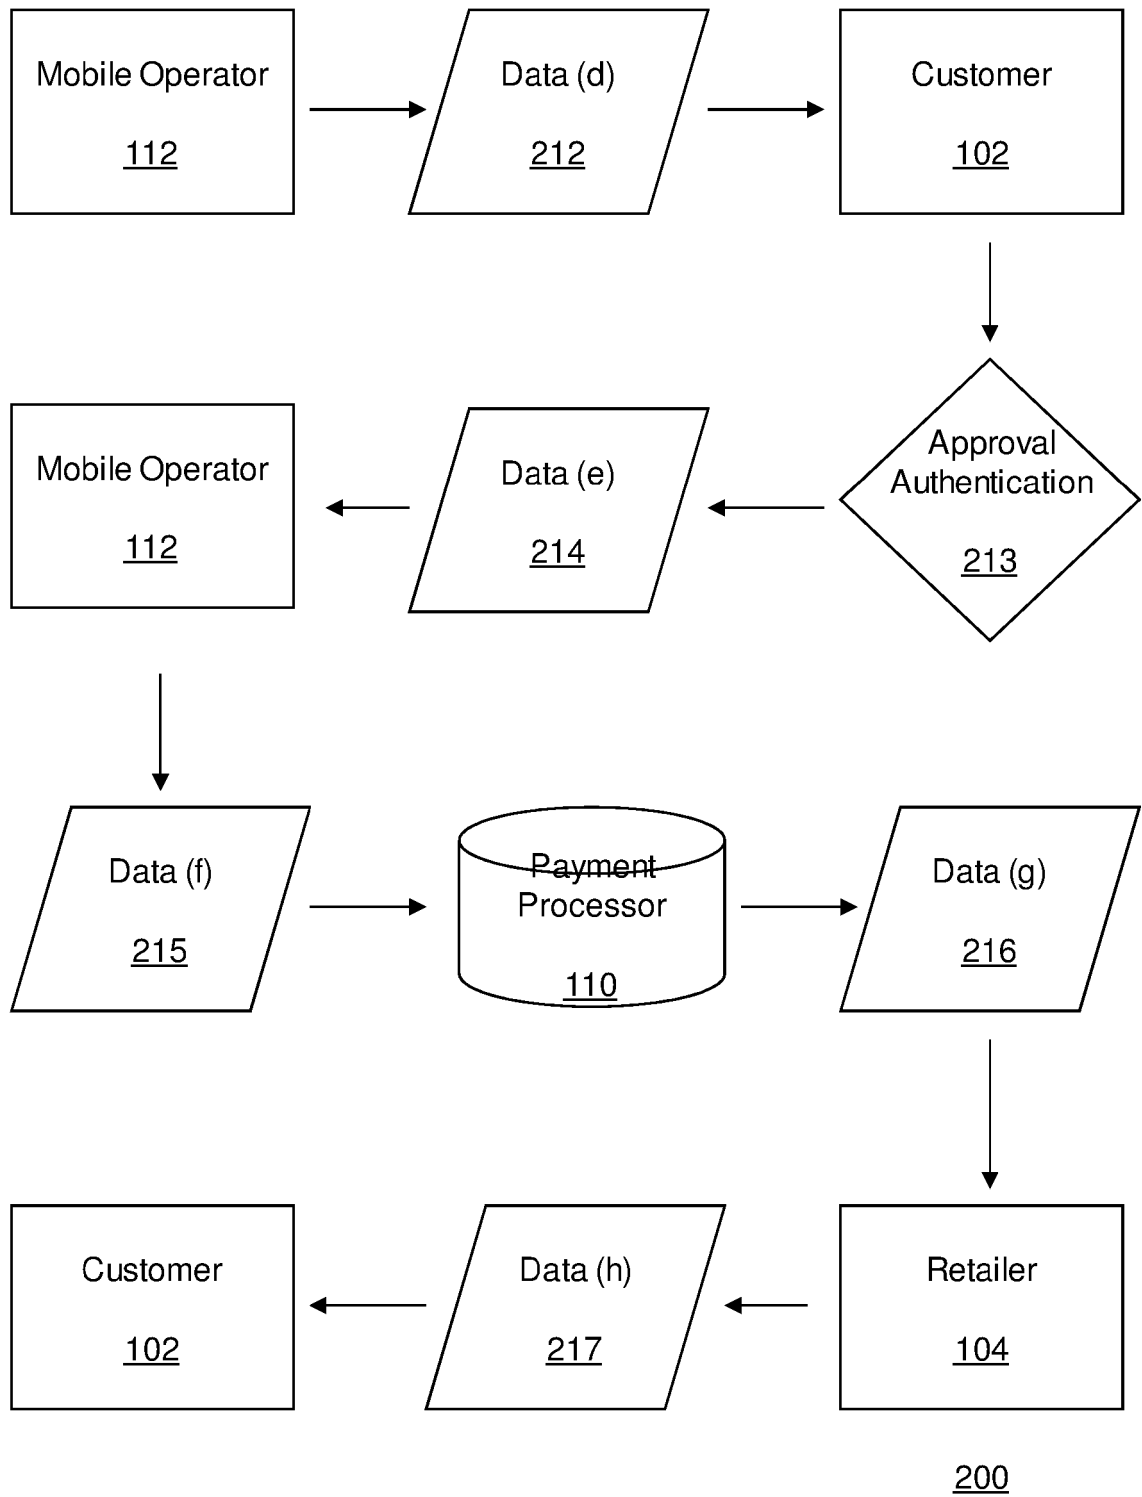 Mobile Operator
112
Data (d)
212
Customer
102
Approval
Authentication
213
Data (e)
214
Mobile Operator
112
Data (f)
215
Payment
Processor
110
Data (g)
216
Retailer
104
Data (h)
217
Customer
102
200